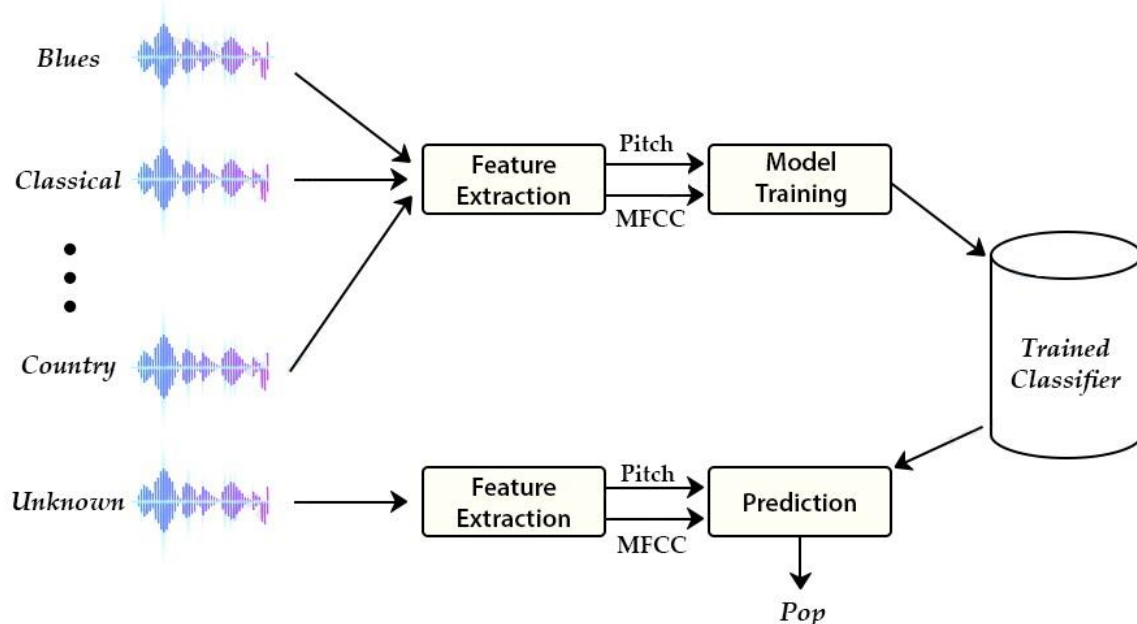 Blues
Classical
Country
Unknown
Feature
Extraction
Pitch
MFCC
Model
Training
Trained
Classifier
Feature
Extraction
Pitch
MFCC
Prediction
Pop